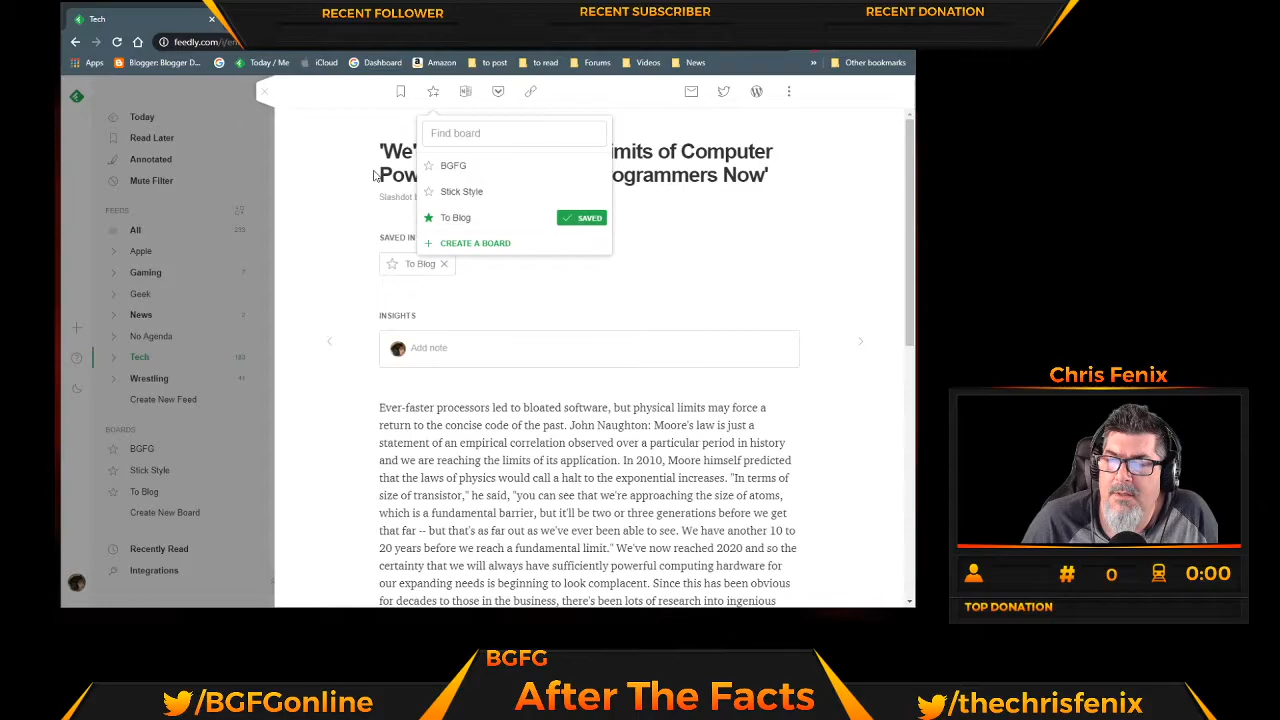 RECENT FOLLOWER
RECENT SUBSCRIBER
RECENT DONATION
Tech
feedly.com/i/en
Apps
Blogger: Blogger D...
Today / Me
iCloud
Dashboard
Amazon
to post
to read
Forums
Videos
News
»
Other bookmarks
Today
Read Later
Annotated
Mute Filter
FEEDS
All 233
Apple
Gaming 7
Geek
News 2
No Agenda
Tech 183
Wrestling 41
Create New Feed
BOARDS
BGFG
Stick Style
To Blog
Create New Board
Recently Read
Integrations
Find board
BGFG
Stick Style
To Blog SAVED
+ CREATE A BOARD
'We' imits of Computer
Pow ogrammers Now'
Slashdot b
SAVED IN
To Blog
INSIGHTS
Add note
Ever-faster processors led to bloated software, but physical limits may force a
return to the concise code of the past. John Naughton: Moore's law is just a
statement of an empirical correlation observed over a particular period in history
and we are reaching the limits of its application. In 2010, Moore himself predicted
that the laws of physics would call a halt to the exponential increases. "In terms of
size of transistor," he said, "you can see that we're approaching the size of atoms,
which is a fundamental barrier, but it'll be two or three generations before we get
that far -- but that's as far out as we've ever been able to see. We have another 10 to
20 years before we reach a fundamental limit." We've now reached 2020 and so the
certainty that we will always have sufficiently powerful computing hardware for
our expanding needs is beginning to look complacent. Since this has been obvious
for decades to those in the business, there's been lots of research into ingenious
Chris Fenix
# 0 0:00
TOP DONATION
BGFG
After The Facts
/BGFGonline
/thechrisfenix